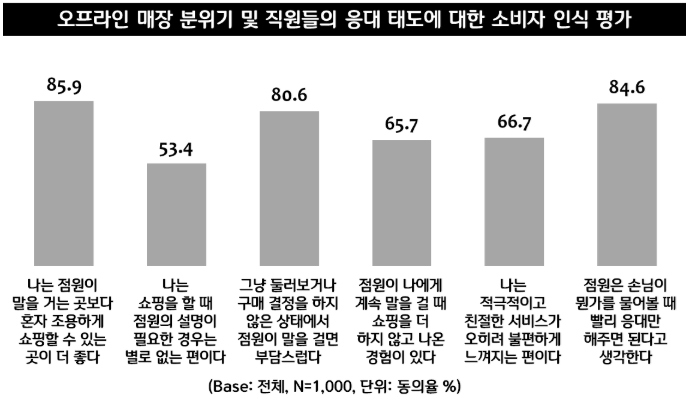 오프라인 매장 분위기 및 직원들의 응대 태도에 대한 소비자 인식 평가
85.9
53.4
80.6
65.7
66.7
84.6
나는 점원이
말을 거는 곳보다
혼자 조용하게
쇼핑할 수 있는
곳이 더 좋다
나는
쇼핑을 할 때
점원의 설명이
필요한 경우는
별로 없는 편이다
그냥 둘러보거나
구매 결정을 하지
않은 상태에서
점원이 말을 걸면
부담스럽다
점원이 나에게
계속 말을 걸 때
쇼핑을 더
하지 않고 나온
경험이 있다
나는
적극적이고
친절한 서비스가
오히려 불편하게
느껴지는 편이다
점원은 손님이
뭔가를 물어볼 때
빨리 응대만
해주면 된다고
생각한다
(Base: 전체, N=1,000, 단위: 동의율 %)